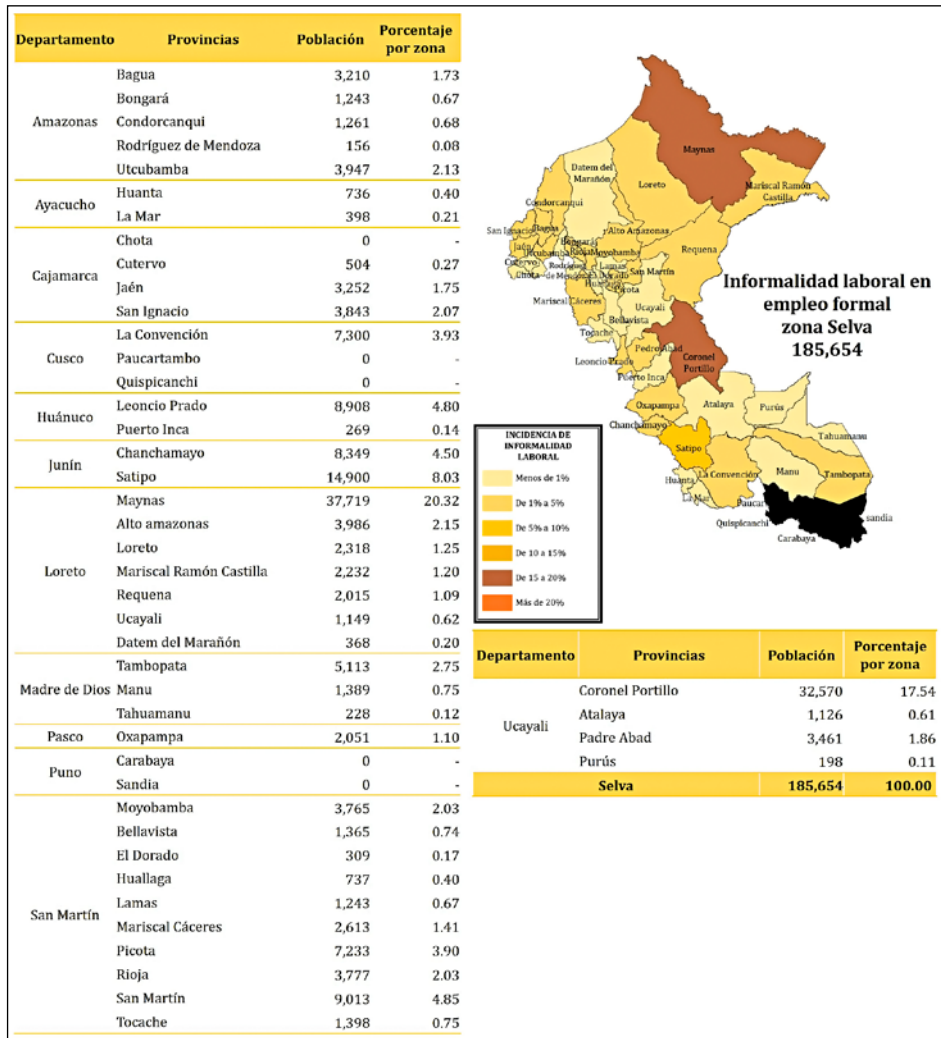 Departamento Provincias Población Porcentaje por zona
Amazonas
Bagua 3,210 1.73
Bongará 1,243 0.67
Condorcanqui 1,261 0.68
Rodríguez de Mendoza 156 0.08
Utcubamba 3,947 2.13
Ayacucho
Huanta 736 0.40
La Mar 398 0.21
Cajamarca
Chota 0 -
Cutervo 504 0.27
Jaén 3,252 1.75
San Ignacio 3,843 2.07
Cusco
La Convención 7,300 3.93
Paucartambo 0 -
Quispicanchi 0 -
Huánuco
Leoncio Prado 8,908 4.80
Puerto Inca 269 0.14
Junín
Chanchamayo 8,349 4.50
Satipo 14,900 8.03
Loreto
Maynas 37,719 20.32
Alto amazonas 3,986 2.15
Loreto 2,318 1.25
Mariscal Ramón Castilla 2,232 1.20
Requena 2,015 1.09
Ucayali 1,149 0.62
Datem del Marañón 368 0.20
Madre de Dios
Tambopata 5,113 2.75
Manu 1,389 0.75
Tahuamanu 228 0.12
Pasco Oxapampa 2,051 1.10
Puno
Carabaya 0 -
Sandia 0 -
San Martín
Moyobamba 3,765 2.03
Bellavista 1,365 0.74
El Dorado 309 0.17
Huallaga 737 0.40
Lamas 1,243 0.67
Mariscal Cáceres 2,613 1.41
Picota 7,233 3.90
Rioja 3,777 2.03
San Martín 9,013 4.85
Tocache 1,398 0.75
Maynas
Datem del
Marañón
Loreto
Mariscal Ramón
Castilla
Condorcanqui
San Ignacio
Bagua
Alto Amazonas
Jaén
Bongará
Utcubamba
Rioja
Moyobamba
Requena
Cutervo
Chota
Rodríguez
de Mendoza
Lamas
El Dorado
San Martín
Picota
Mariscal Cáceres
Ucayali
Bellavista
Tocache
Leoncio Prado
Pedro Abad
Coronel
Portillo
Puerto Inca
Oxapampa
Atalaya
Purús
Chanchamayo
Satipo
Tahuamanu
La Convención
Manu
Tambopata
Huanta
La Mar
Paucar
Quispicanchi
sandia
Carabaya
Informalidad laboral en
empleo formal
zona Selva
185,654
INCIDENCIA DE
INFORMALIDAD
LABORAL
Menos de 1%
De 1% a 5%
De 5% a 10%
De 10 a 15%
De 15 a 20%
Más de 20%
Departamento Provincias Población Porcentaje por zona
Ucayali
Coronel Portillo 32,570 17.54
Atalaya 1,126 0.61
Padre Abad 3,461 1.86
Purús 198 0.11
Selva 185,654 100.00